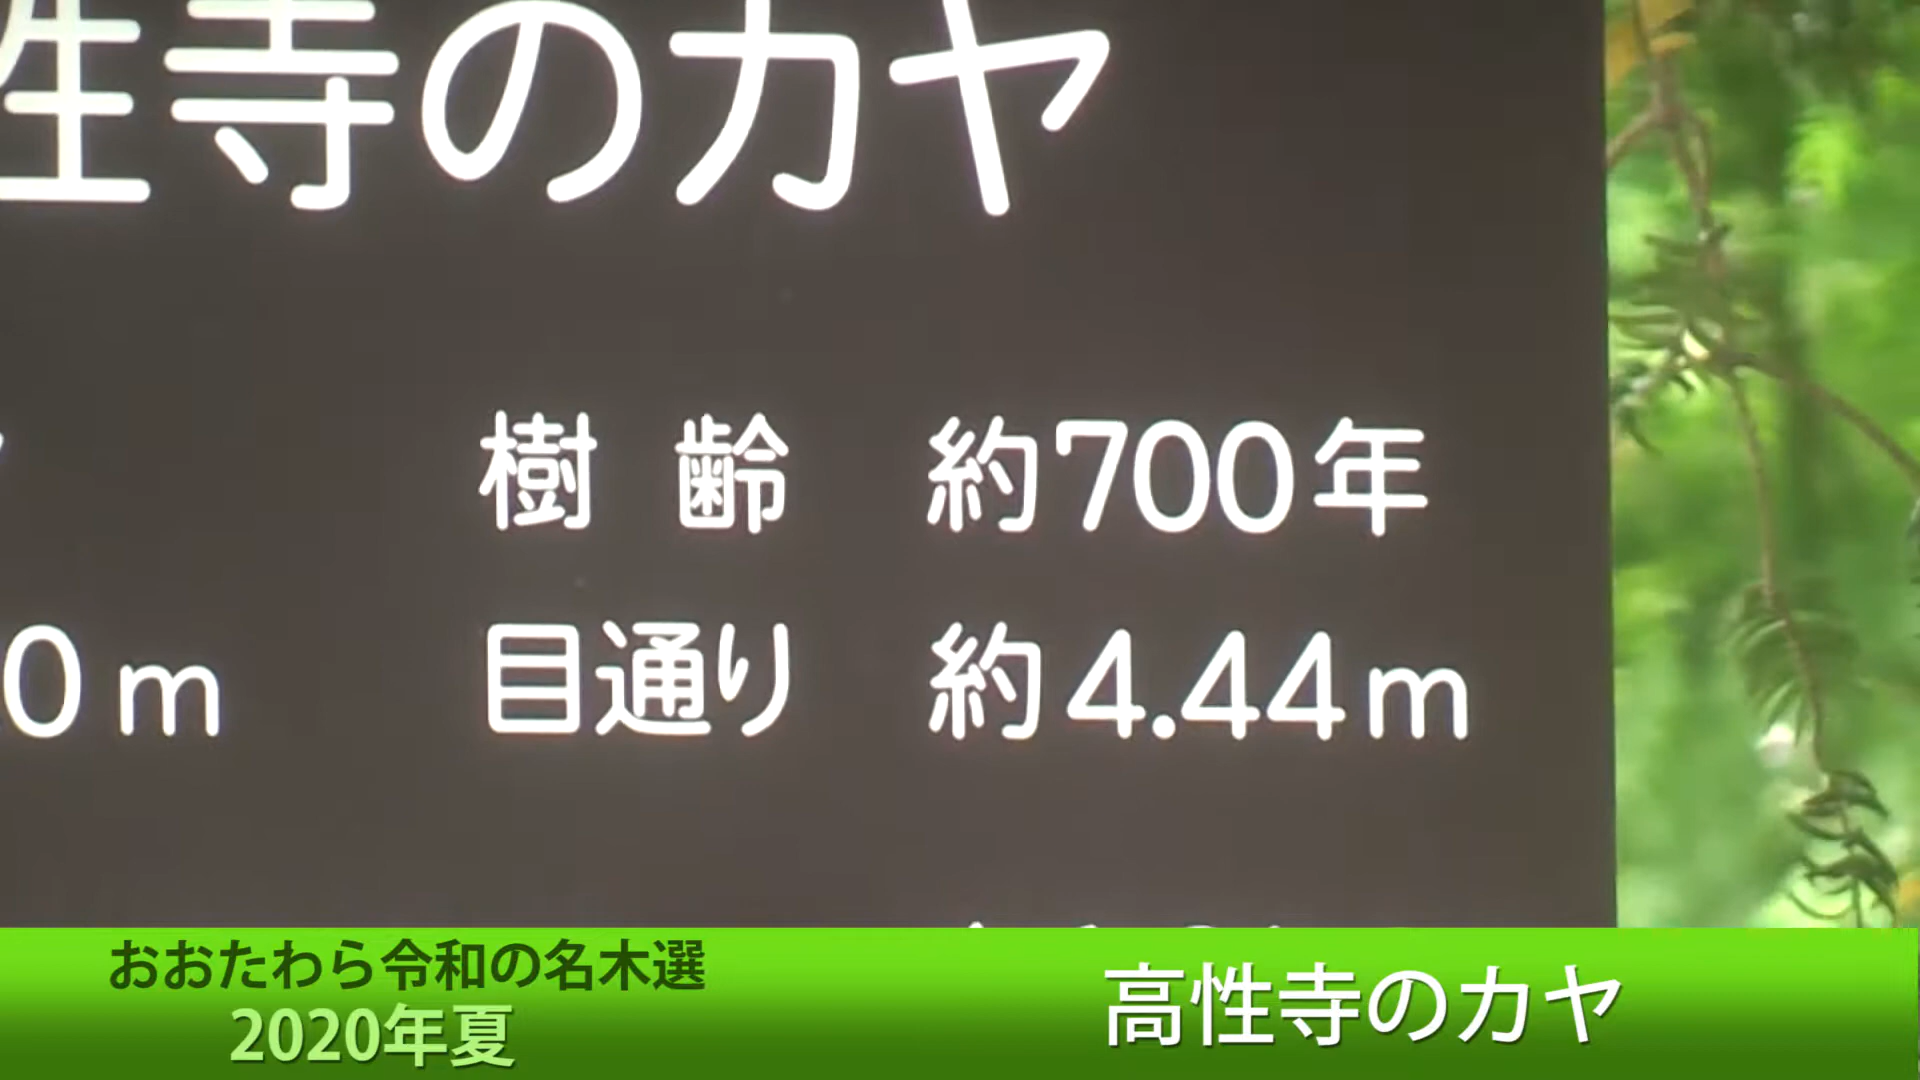 性寺のカヤ
樹齢 約700年
0m 目通り 約4.44m
おおたわら令和の名木選
2020年夏
高性寺のカヤ